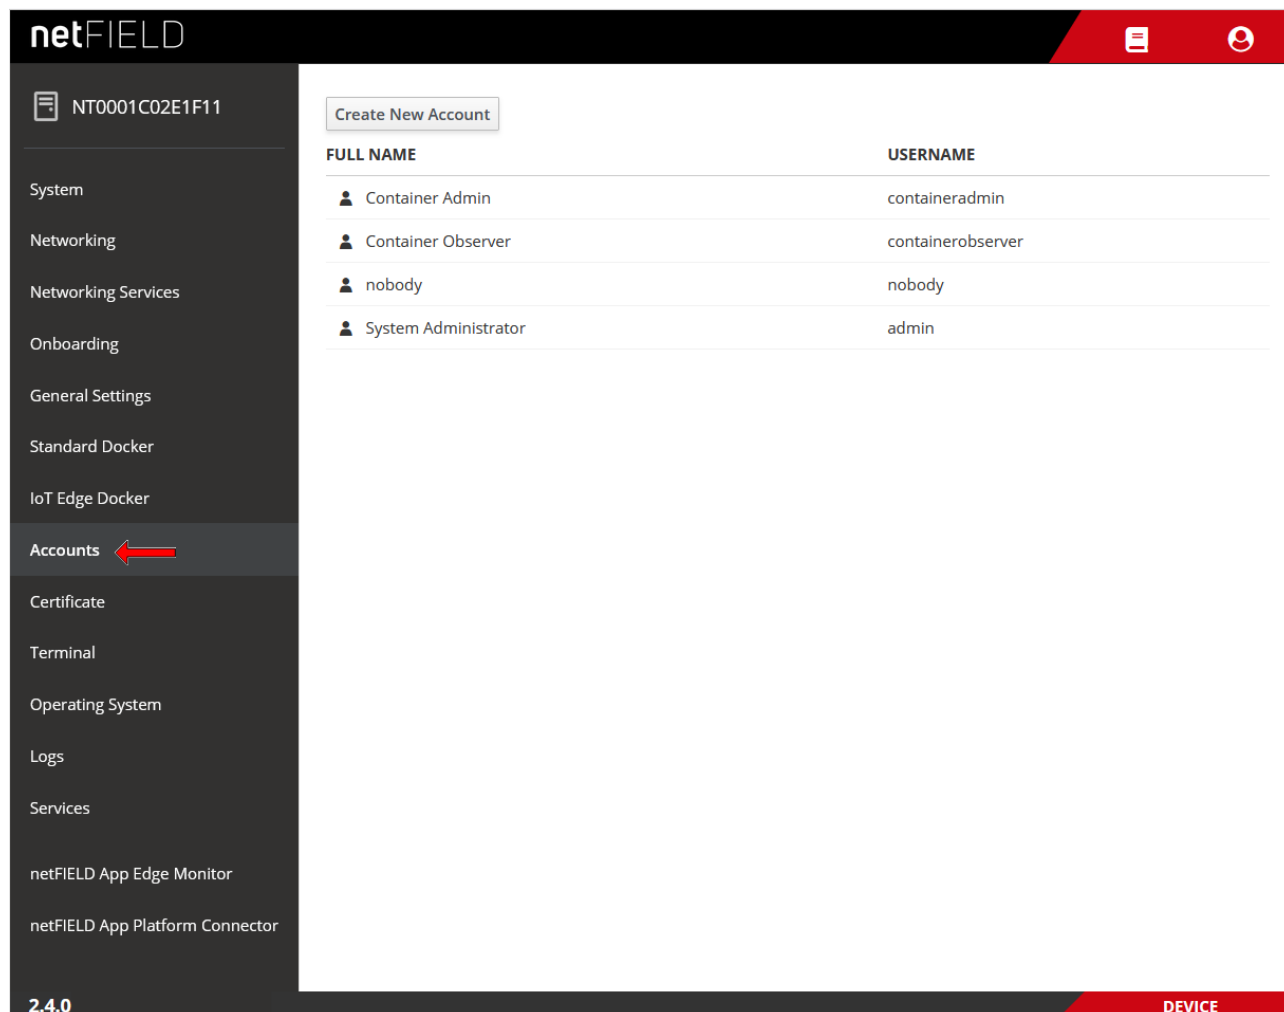 netFIELD
NT0001C02E1F11
System
Networking
Networking Services
Onboarding
General Settings
Standard Docker
IoT Edge Docker
Accounts
Certificate
Terminal
Operating System
Logs
Services
netFIELD App Edge Monitor
netFIELD App Platform Connector
2.4.0
Create New Account
FULL NAME USERNAME
Container Admin containeradmin
Container Observer containerobserver
nobody nobody
System Administrator admin
DEVICE